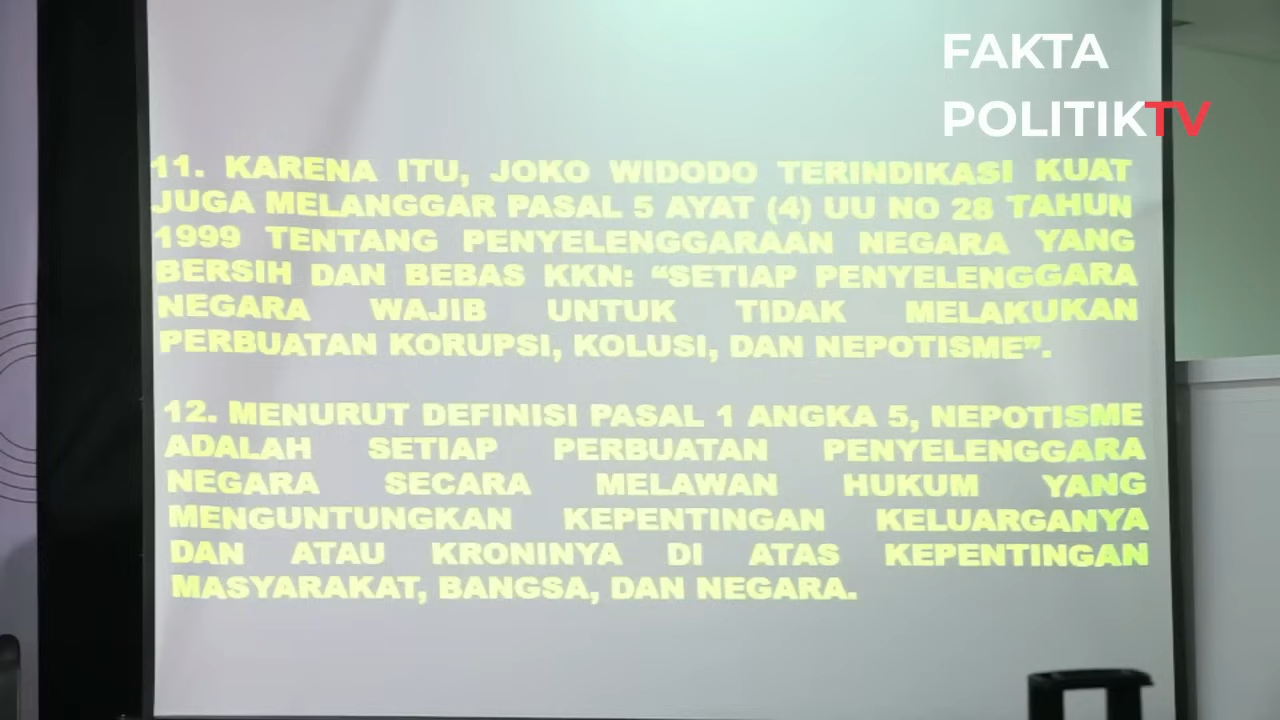 FAKTA
POLITIKTV
11. KARENA ITU, JOKO WIDODO TERINDIKASI KUAT
JUGA MELANGGAR PASAL 5 AYAT (4) UU NO 28 TAHUN
1999 TENTANG PENYELENGGARAAN NEGARA YANG
BERSIH DAN BEBAS KKN: “SETIAP PENYELENGGARA
NEGARA WAJIB UNTUK TIDAK MELAKUKAN
PERBUATAN KORUPSI, KOLUSI, DAN NEPOTISME”.
12. MENURUT DEFINISI PASAL 1 ANGKA 5, NEPOTISME
ADALAH SETIAP PERBUATAN PENYELENGGARA
NEGARA SECARA MELAWAN HUKUM YANG
MENGUNTUNGKAN KEPENTINGAN KELUARGANYA
DAN ATAU KRONINYA DI ATAS KEPENTINGAN
MASYARAKAT, BANGSA, DAN NEGARA.